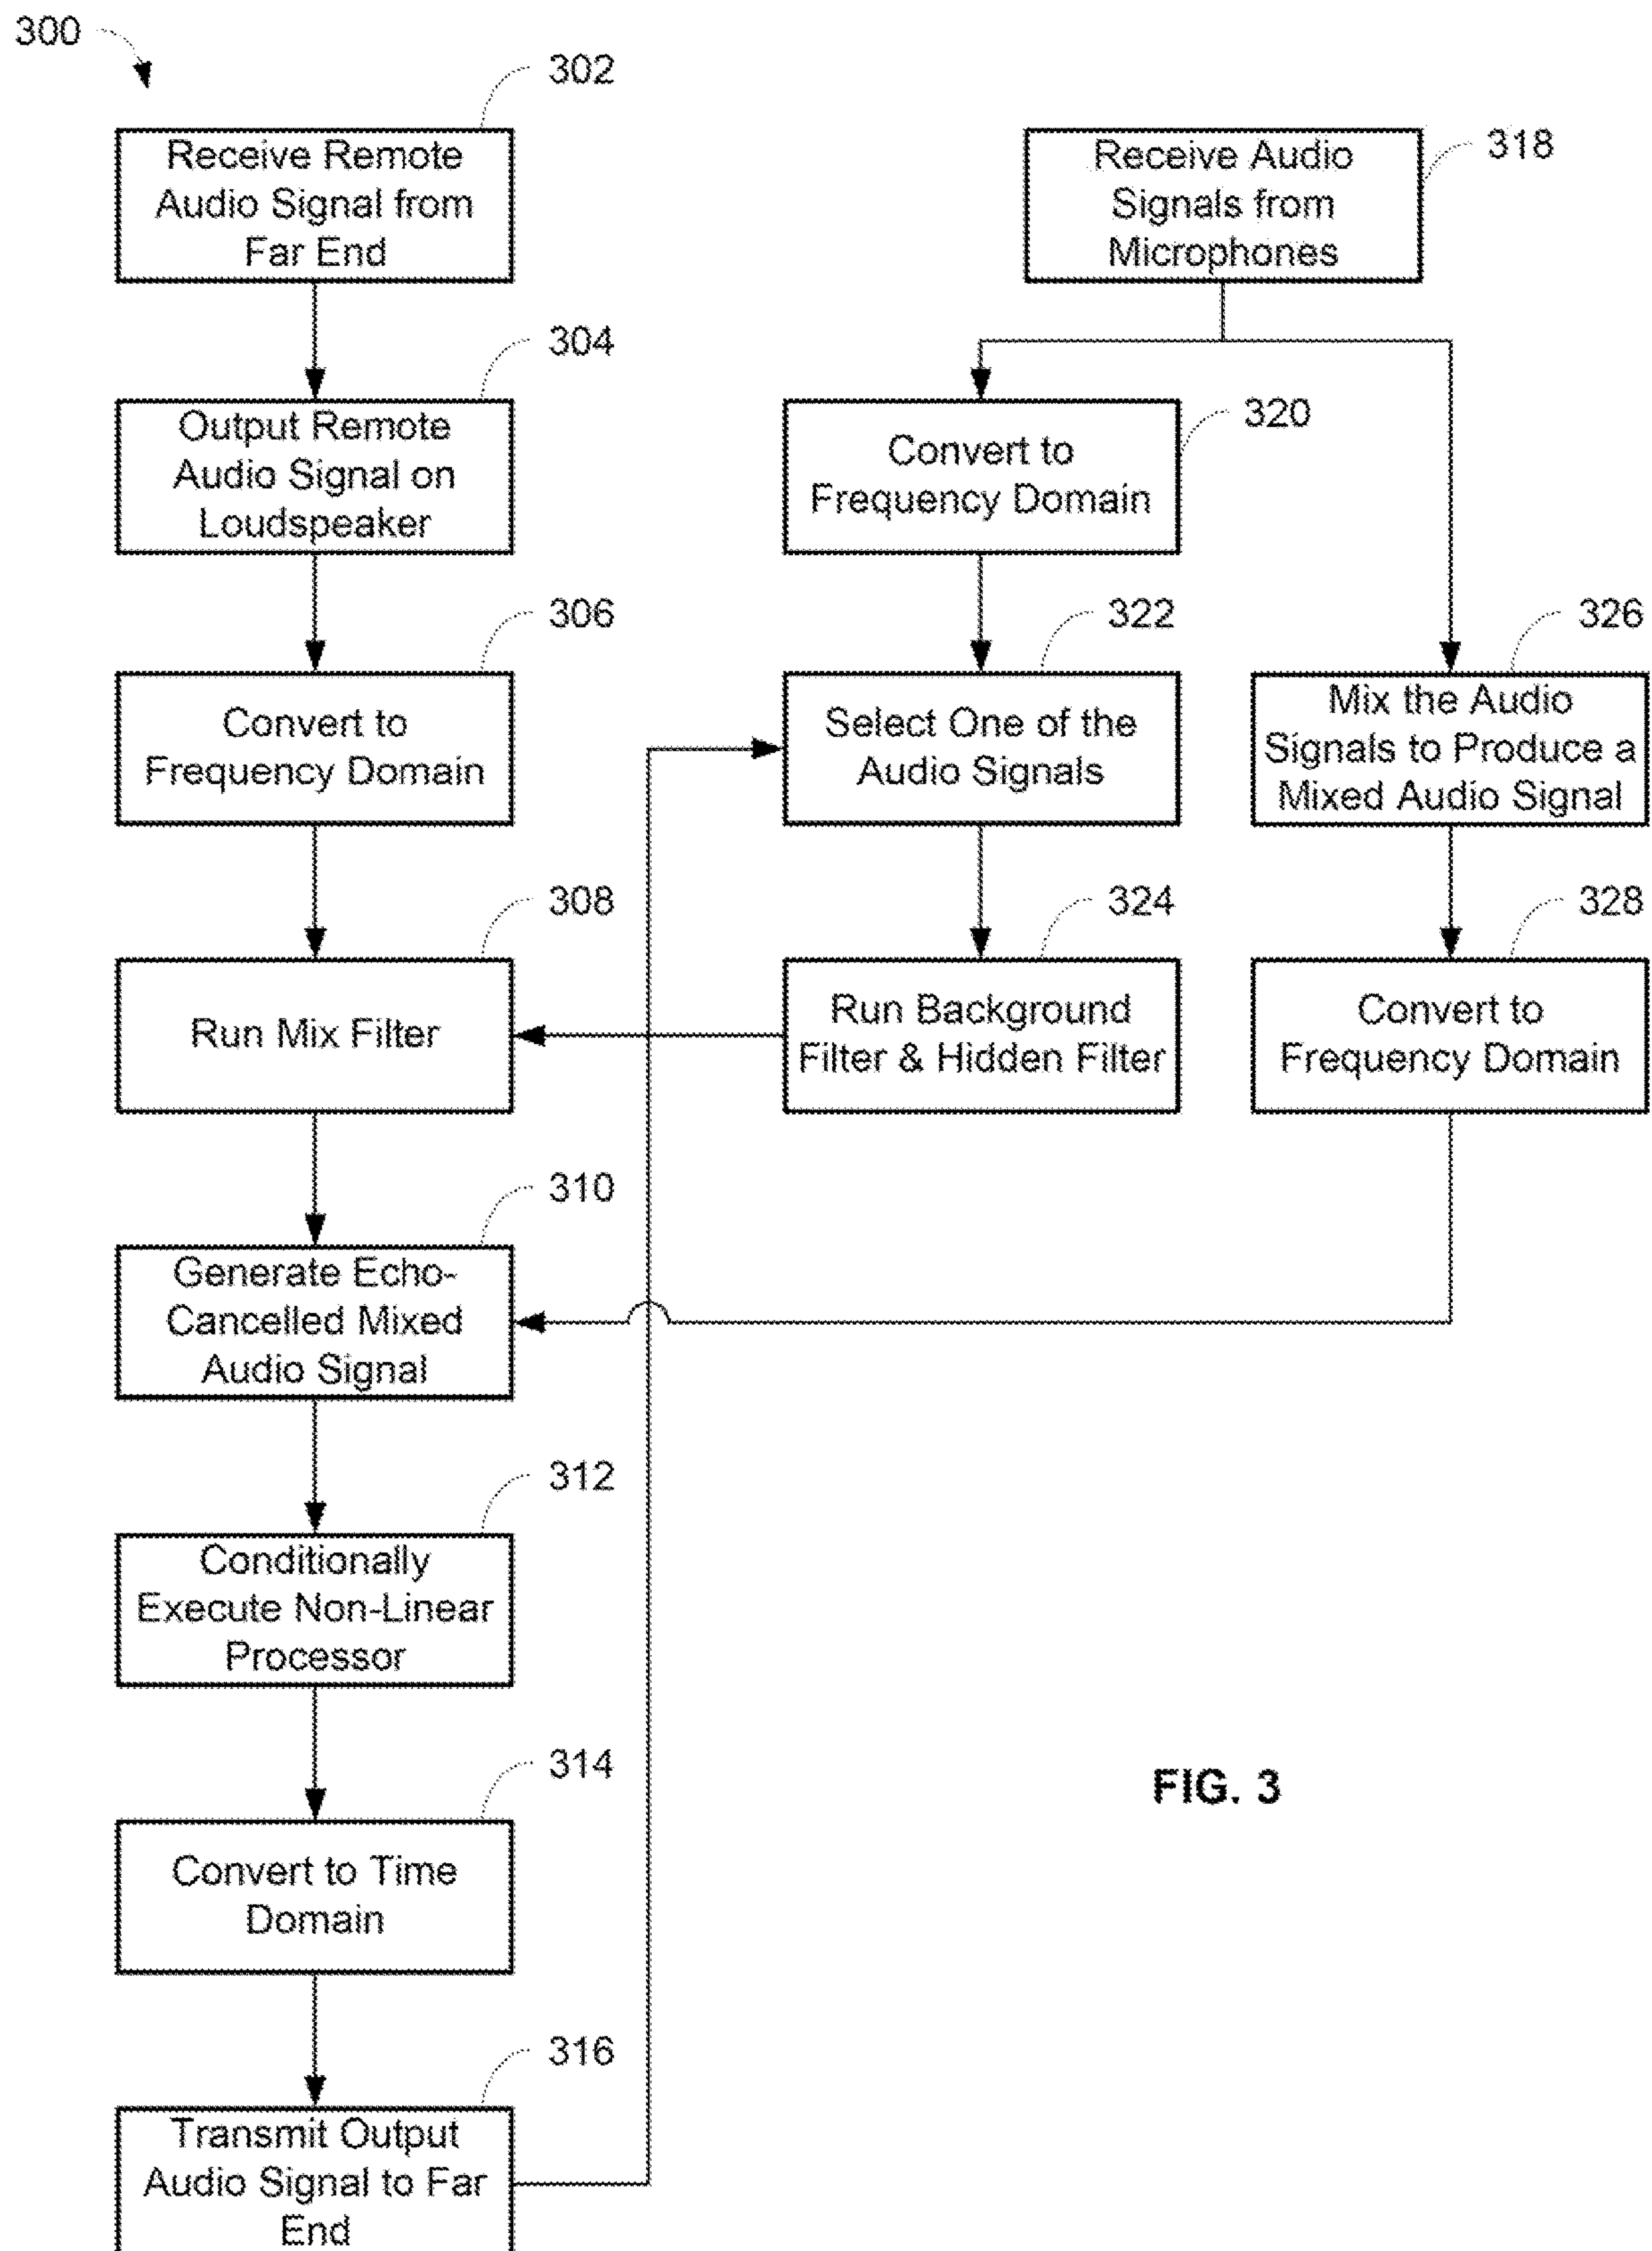 300
302
Receive Remote
Audio Signal from
Far End
318
Receive Audio
Signals from
Microphones
304
Output Remote
Audio Signal on
Loudspeaker
320
Convert to
Frequency Domain
306
Convert to
Frequency Domain
322
Select One of the
Audio Signals
326
Mix the Audio
Signals to Produce a
Mixed Audio Signal
308
Run Mix Filter
324
Run Background
Filter & Hidden Filter
328
Convert to
Frequency Domain
310
Generate Echo-
Cancelled Mixed
Audio Signal
312
Conditionally
Execute Non-Linear
Processor
314
Convert to Time
Domain
FIG. 3
316
Transmit Output
Audio Signal to Far
End